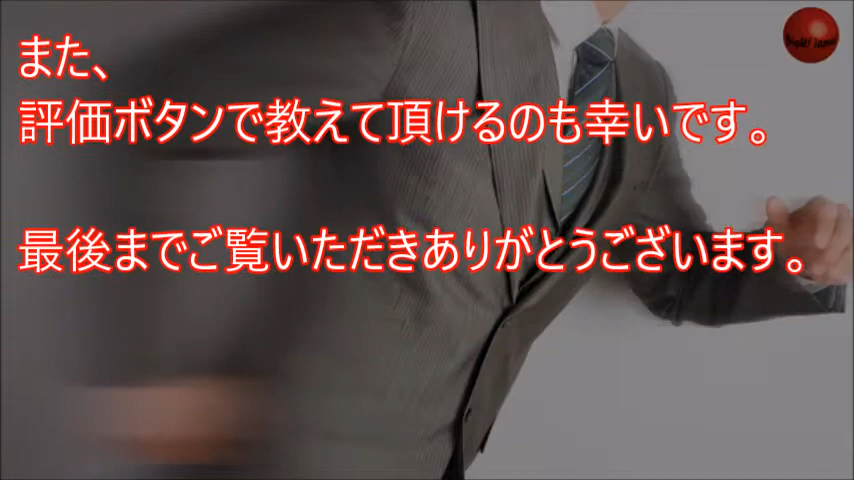 また、
評価ボタンで教えて頂けるのも幸いです。
最後までご覧いただきありがとうございます。